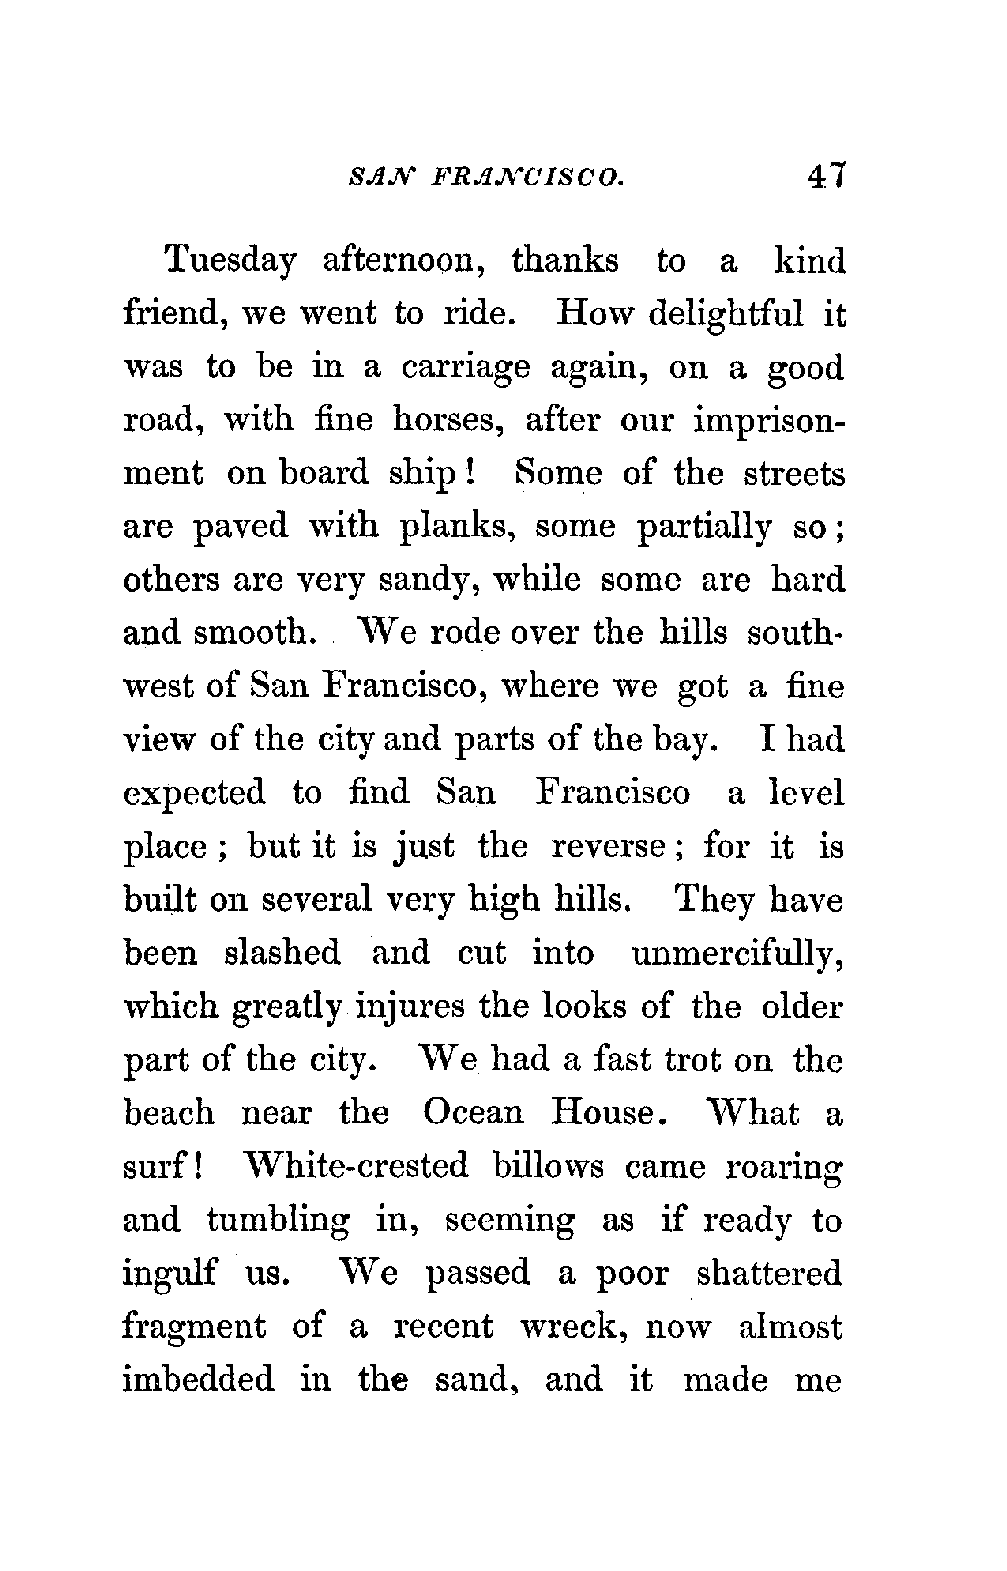 SAN FRANCISCO. 47
Tuesday afternoon, thanks to a kind
friend, we went to ride. How delightful it
was to be in a carriage again, on a good
road, with fine horses, after our imprison-
ment on board ship! Some of the streets
are paved with planks, some partially so;
others are very sandy, while some are hard
and smooth. We rode over the hills south-
west of San Francisco, where we got a fine
view of the city and parts of the bay. I had
expected to find San Francisco a level
place; but it is just the reverse; for it is
built on several very high hills. They have
been slashed and cut into unmercifully,
which greatly injures the looks of the older
part of the city. We had a fast trot on the
beach near the Ocean House. What a
surf! White-crested billows came roaring
and tumbling in, seeming as if ready to
ingulf us. We passed a poor shattered
fragment of a recent wreck, now almost
imbedded in the sand, and it made me